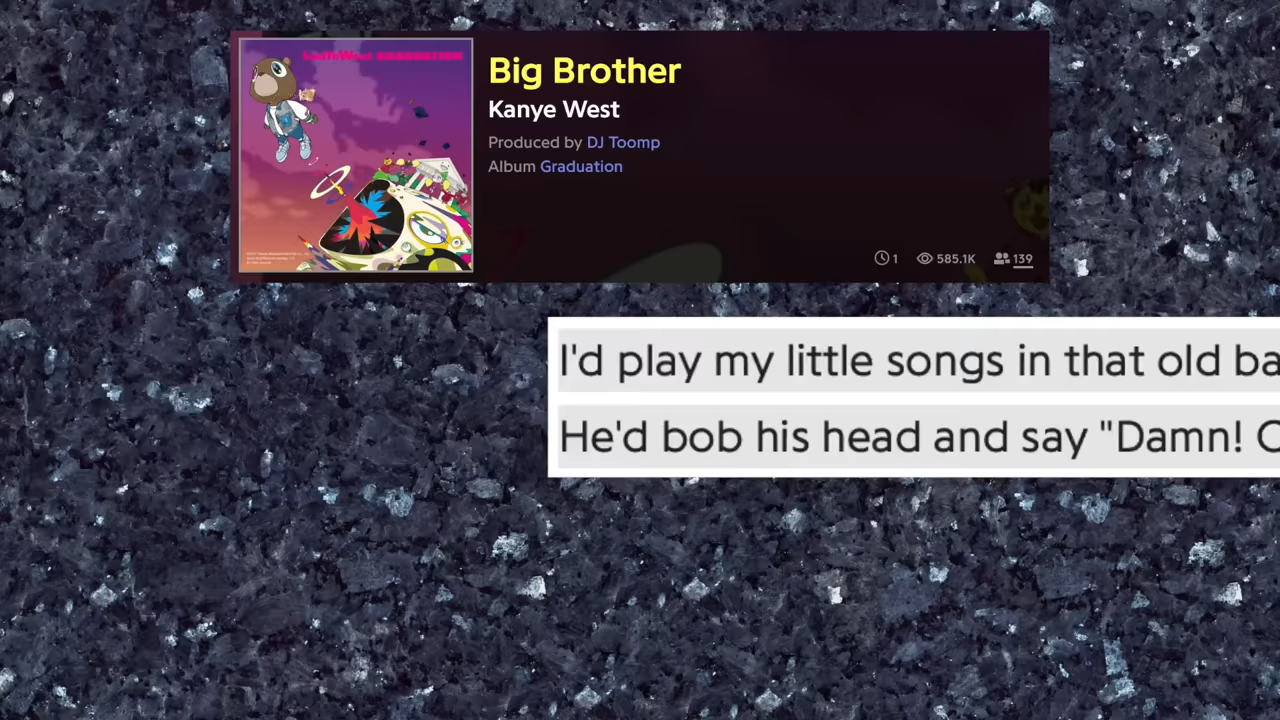 Big Brother
Kanye West
Produced by DJ Toomp
Album Graduation
1 585.1K 139
I'd play my little songs in that old ba
He'd bob his head and say "Damn! C